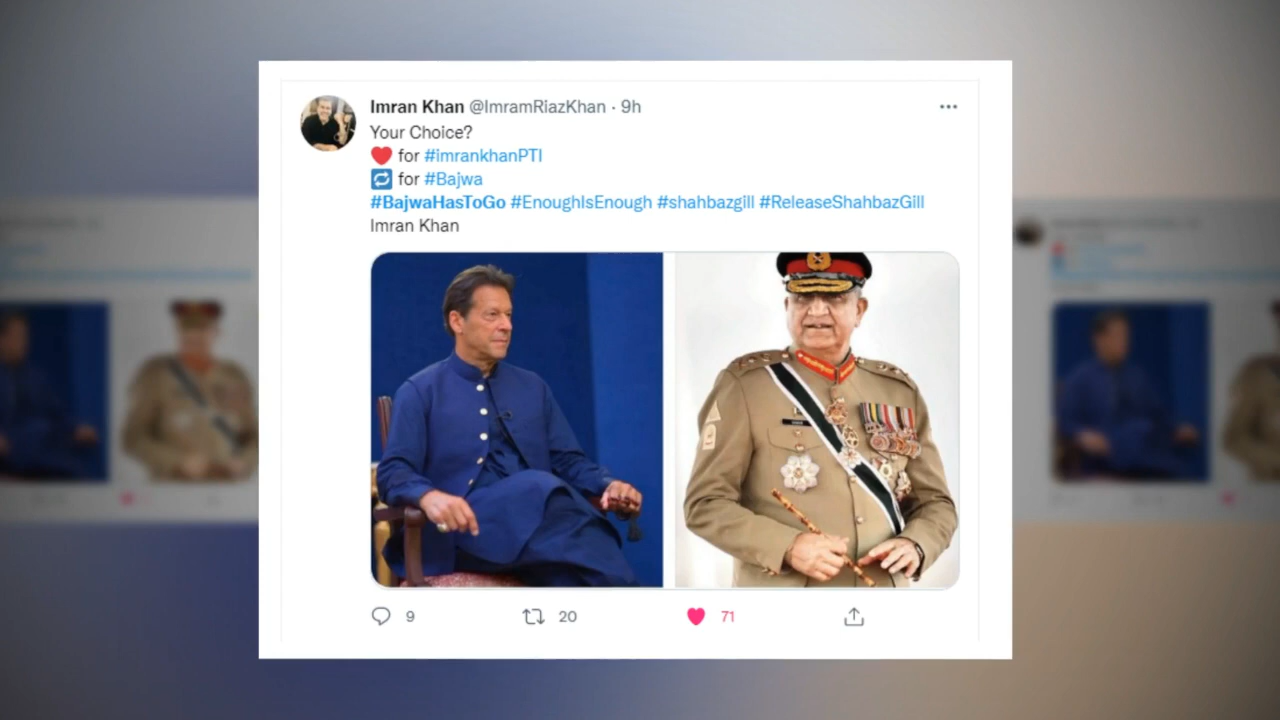 Imran Khan @ImramRiazKhan · 9h
Your Choice?
❤️ for #imrankhanPTI
🔁 for #Bajwa
#BajwaHasToGo #EnoughIsEnough #shahbazgill #ReleaseShahbazGill
Imran Khan
9 20 71